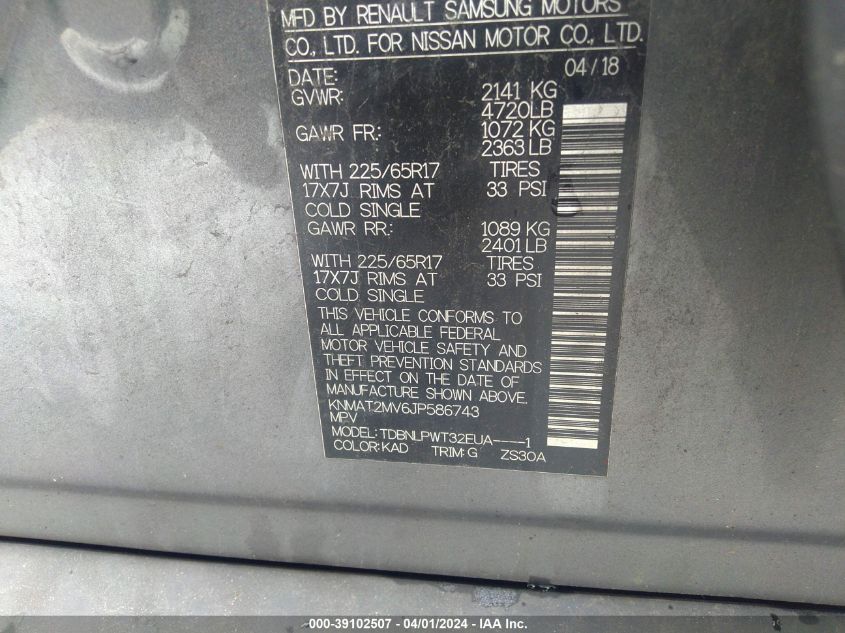 MFD BY RENAULT SAMSUNG MOTORS
CO., LTD. FOR NISSAN MOTOR CO., LTD.
DATE: 04/18
GVWR: 2141 KG
4720LB
GAWR FR: 1072 KG
2363 LB
WITH 225/65R17 TIRES
17X7J RIMS AT 33 PSI
COLD SINGLE
GAWR RR: 1089 KG
2401LB
WITH 225/65R17 TIRES
17X7J RIMS AT 33 PSI
COLD SINGLE
THIS VEHICLE CONFORMS TO
ALL APPLICABLE FEDERAL
MOTOR VEHICLE SAFETY AND
THEFT PREVENTION STANDARDS
IN EFFECT ON THE DATE OF
MANUFACTURE SHOWN ABOVE.
KNMAT2MV6JP586743
MPV
MODEL: TDBNLPWT32EUA----1
COLOR: KAD TRIM: G ZS30A
000-39102507 - 04/01/2024 - IAA Inc.